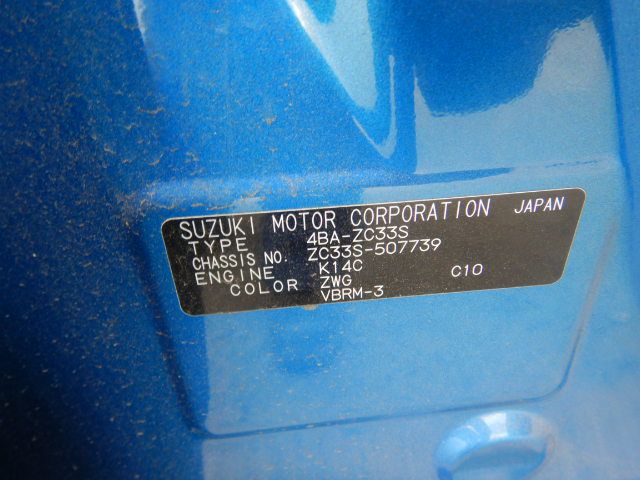 SUZUKI MOTOR CORPORATION JAPAN
TYPE 4BA-ZC33S
CHASSIS NO. ZC33S-507739
ENGINE K14C C10
COLOR ZWG
VBRM-3